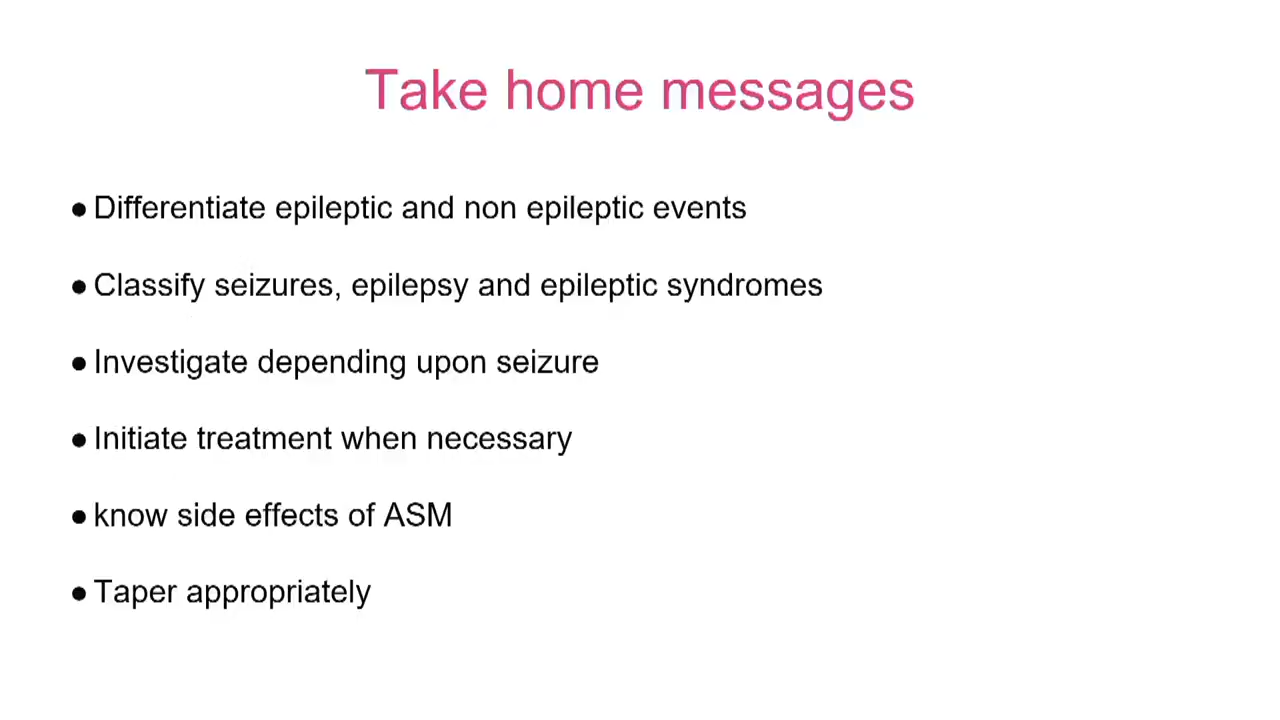 Take home messages
● Differentiate epileptic and non epileptic events
● Classify seizures, epilepsy and epileptic syndromes
● Investigate depending upon seizure
● Initiate treatment when necessary
● know side effects of ASM
● Taper appropriately